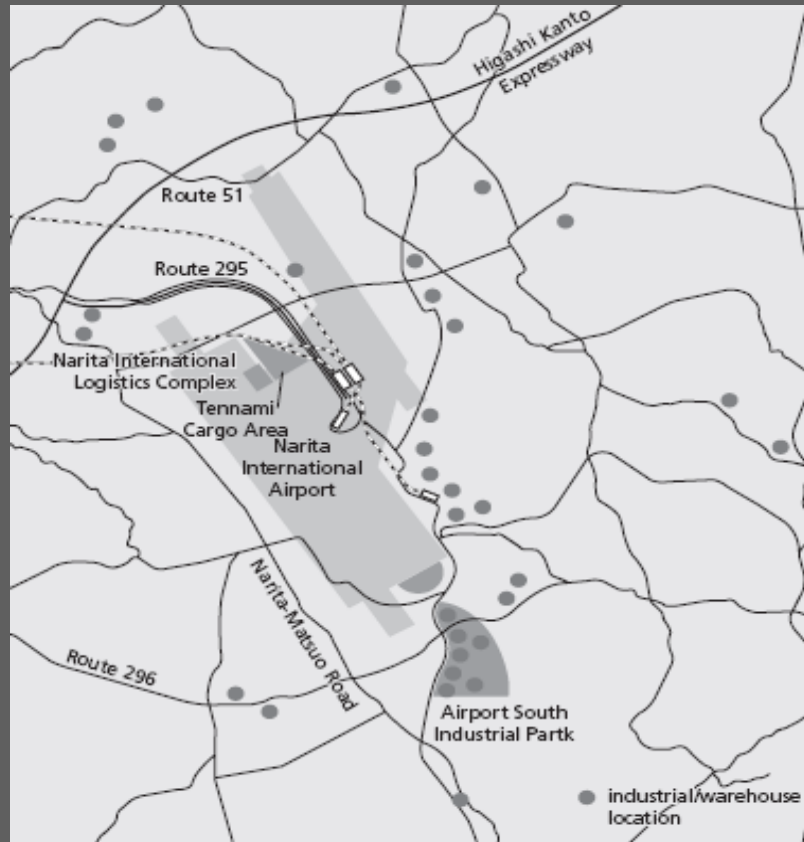 Higashi Kanto
Expressway
Route 51
Route 295
Narita International
Logistics Complex
Tennami
Cargo Area
Narita
International
Airport
Narita-Matsuo Road
Route 296
Airport South
Industrial Partk
industrial/warehouse
location